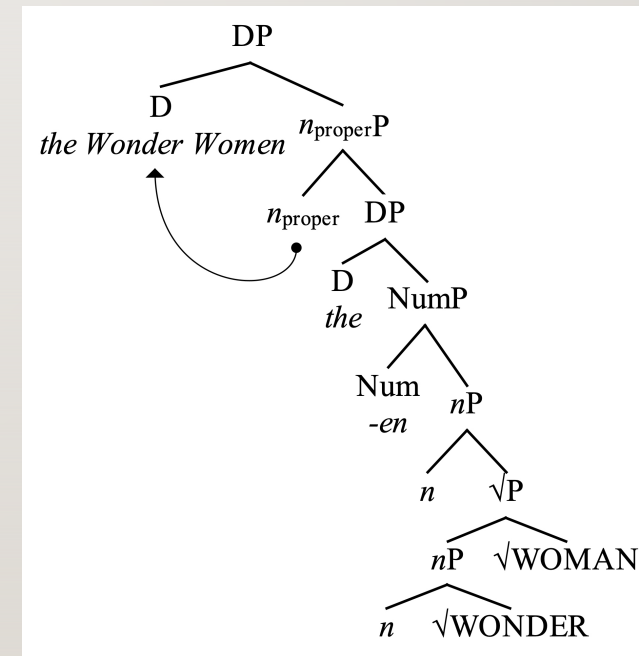 DP
D
the Wonder Women
nproperP
nproper DP
D
the
NumP
Num
-en
nP
n √P
nP √WOMAN
n √WONDER